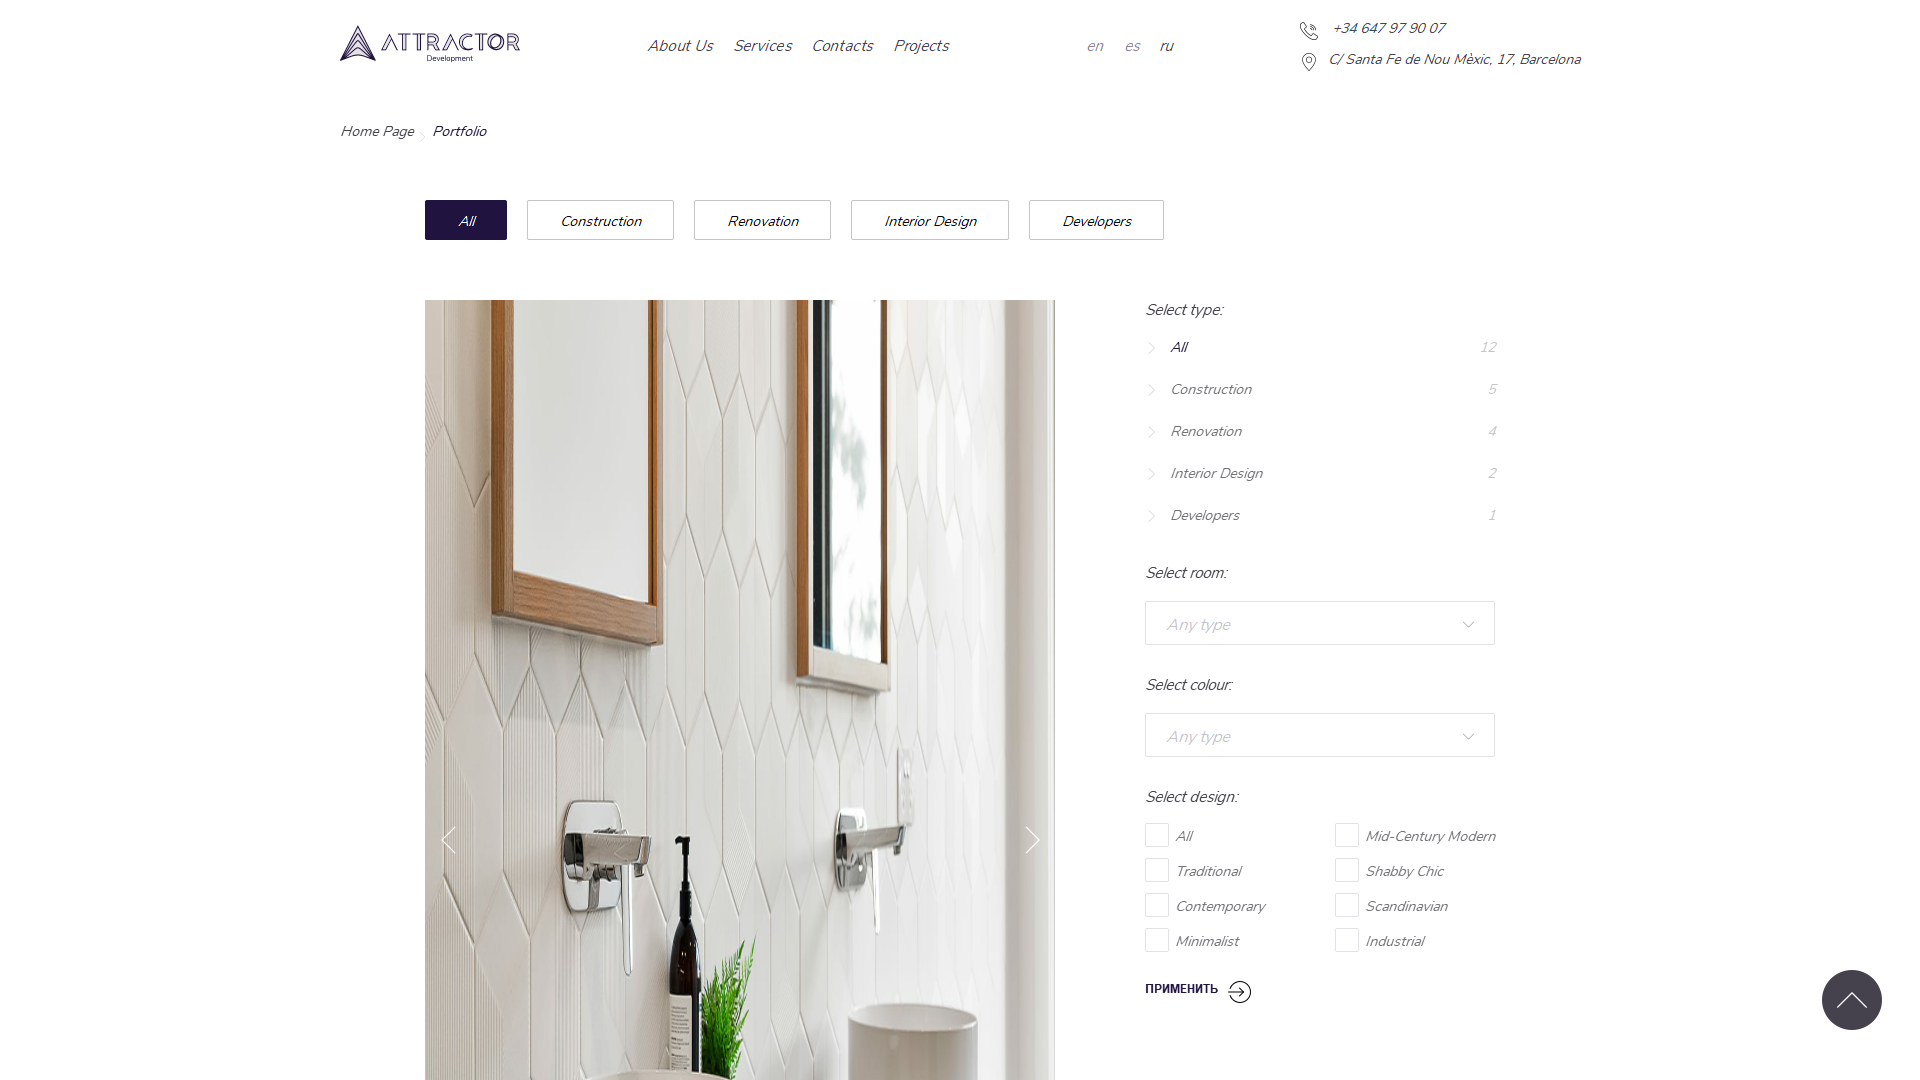 ATTRACTOR
Development
About Us Services Contacts Projects
en es ru
+34 647 97 90 07
C/ Santa Fe de Nou Mèxic, 17, Barcelona
Home Page Portfolio
All Construction Renovation Interior Design Developers
Select type:
All 12
Construction 5
Renovation 4
Interior Design 2
Developers 1
Select room:
Any type
Select colour:
Any type
Select design:
All Mid-Century Modern
Traditional Shabby Chic
Contemporary Scandinavian
Minimalist Industrial
ПРИМЕНИТЬ